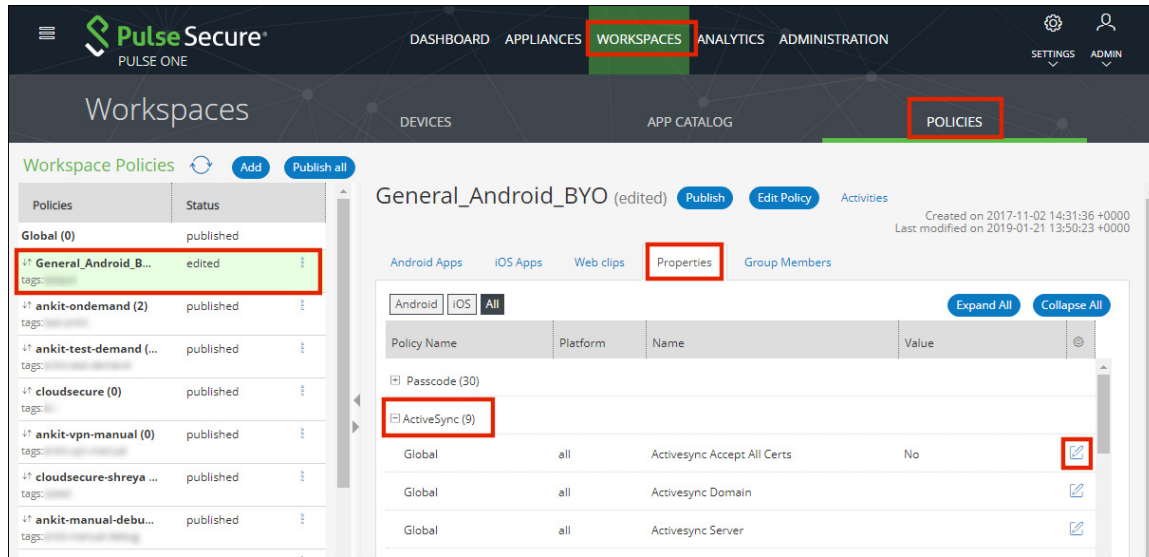 Pulse Secure®
PULSE ONE
DASHBOARD APPLIANCES WORKSPACES ANALYTICS ADMINISTRATION
SETTINGS ADMIN
Workspaces
DEVICES APP CATALOG POLICIES
Workspace Policies Add Publish all
Policies Status
Global (0) published
General_Android_B... edited
tags:
ankit-ondemand (2) published
tags:
ankit-test-demand (... published
tags:
cloudsecure (0) published
tags:
ankit-vpn-manual (0) published
tags:
cloudsecure-shreya ... published
tags:
ankit-manual-debu... published
tags:
General_Android_BYO (edited) Publish Edit Policy Activities
Created on 2017-11-02 14:31:36 +0000
Last modified on 2019-01-21 13:50:23 +0000
Android Apps iOS Apps Web clips Properties Group Members
Android iOS All Expand All Collapse All
Policy Name Platform Name Value
Passcode (30)
ActiveSync (9)
Global all Activesync Accept All Certs No
Global all Activesync Domain
Global all Activesync Server